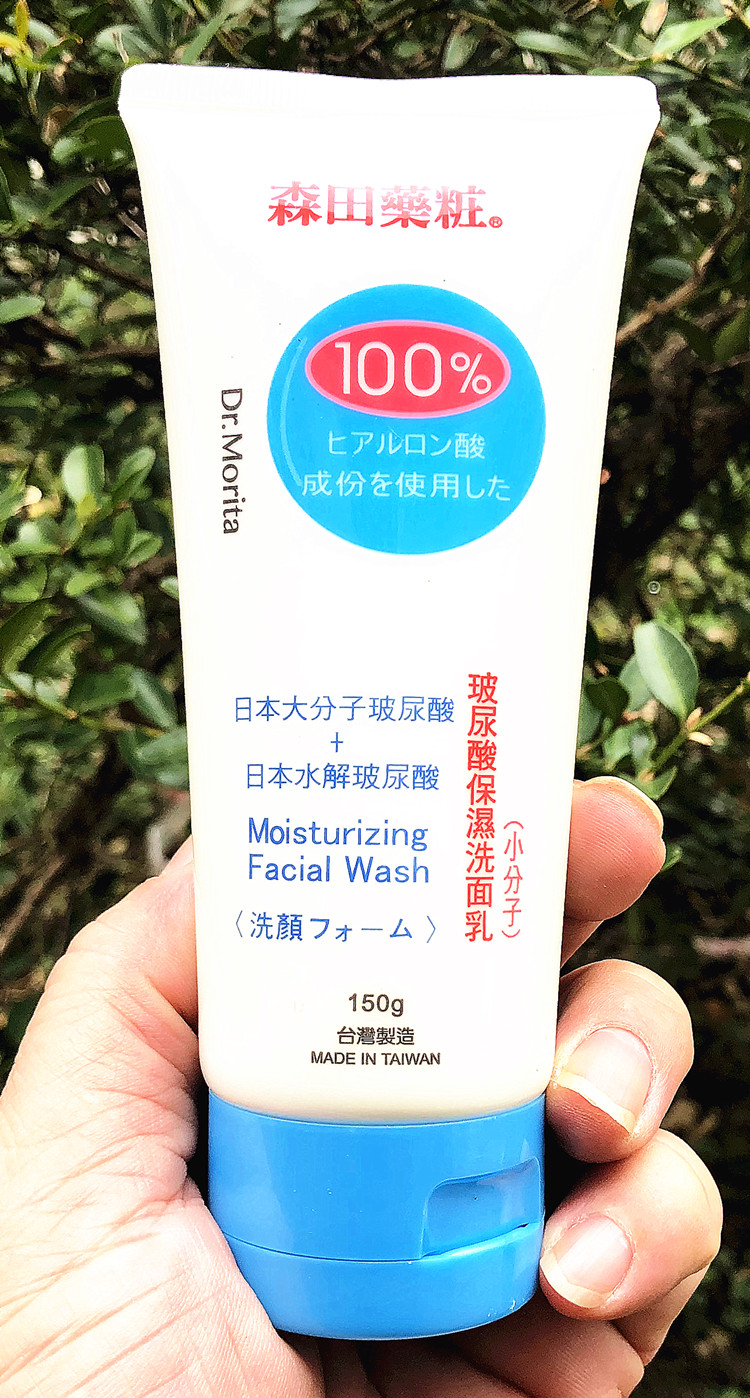 森田藥粧®
100%
ヒアルロン酸
成份を使用した
Dr.Morita
日本大分子玻尿酸
+
日本水解玻尿酸
Moisturizing
Facial Wash
〈洗顏フォーム〉
玻尿酸保濕洗面乳
(小分子)
150g
台灣製造
MADE IN TAIWAN